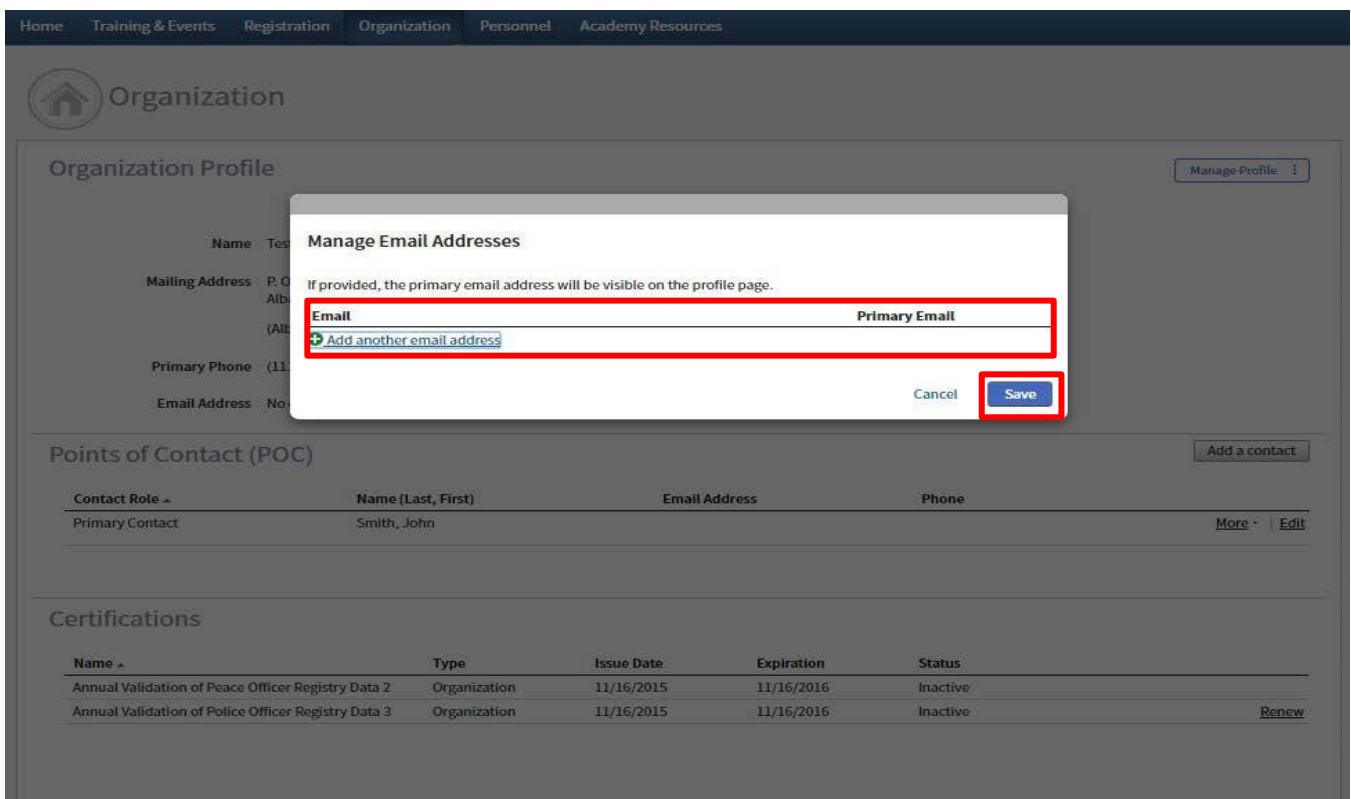 Home Training & Events Registration Organization Personnel Academy Resources
Organization
Organization Profile
Manage Profile
Manage Email Addresses
Name Tes
Mailing Address P. O
If provided, the primary email address will be visible on the profile page.
Alb
Email Primary Email
(Alb
Add another email address
Primary Phone (11
Cancel Save
Email Address No
Points of Contact (POC)
Add a contact
Contact Role Name (Last, First) Email Address Phone
Primary Contact Smith, John More | Edit
Certifications
Name Type Issue Date Expiration Status
Annual Validation of Peace Officer Registry Data 2 Organization 11/16/2015 11/16/2016 Inactive
Annual Validation of Police Officer Registry Data 3 Organization 11/16/2015 11/16/2016 Inactive Renew